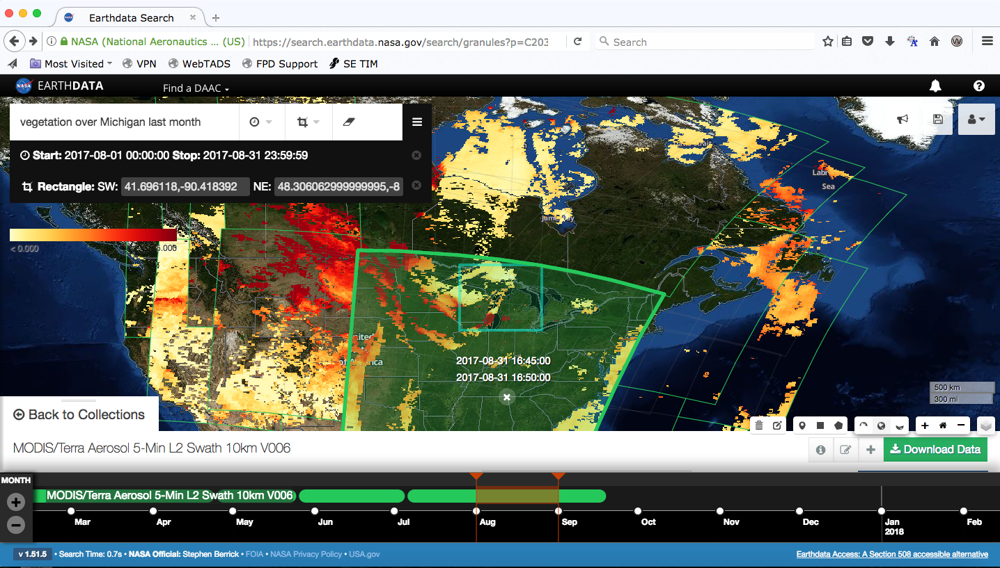 Earthdata Search
NASA (National Aeronautics ... (US)
https://search.earthdata.nasa.gov/search/granules?p=C203
Search
Most Visited
VPN
WebTADS
FPD Support
SE TIM
NASA
EARTHDATA
Find a DAAC
vegetation over Michigan last month
Start: 2017-08-01 00:00:00 Stop: 2017-08-31 23:59:59
Rectangle: SW: 41.696118,-90.418392 NE: 48.306062999999995,-8
Sea
James Bay
< 0.000
5.000
2017-08-31 16:45:00
2017-08-31 16:50:00
500 km
300 mi
Back to Collections
MODIS/Terra Aerosol 5-Min L2 Swath 10km V006
Download Data
MONTH
MODIS/Terra Aerosol 5-Min L2 Swath 10km V006
Mar Apr May Jun Jul Aug Sep Oct Nov Dec Jan Feb
2018
v 1.51.5 • Search Time: 0.7s • NASA Official: Stephen Berrick • FOIA • NASA Privacy Policy • USA.gov
Earthdata Access: A Section 508 accessible alternative